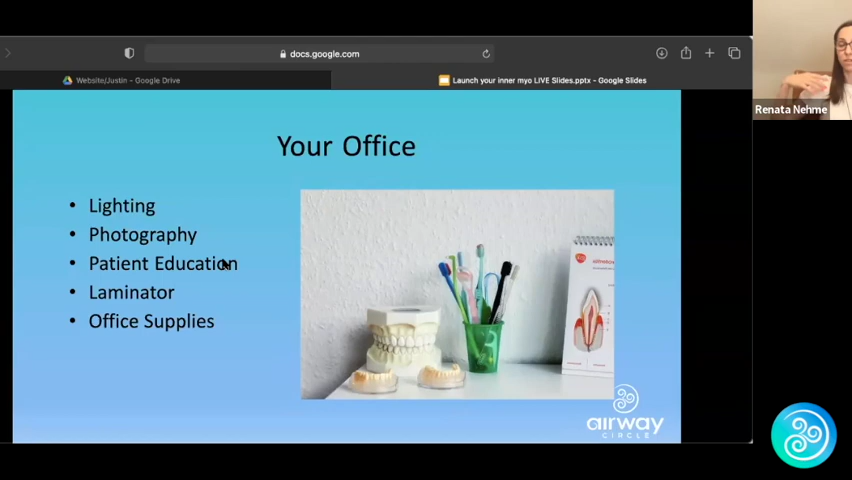 docs.google.com
Website/Justin - Google Drive
Launch your inner myo LIVE Slides.pptx - Google Slides
Renata Nehme
Your Office
• Lighting
• Photography
• Patient Education
• Laminator
• Office Supplies
airway
CIRCLE